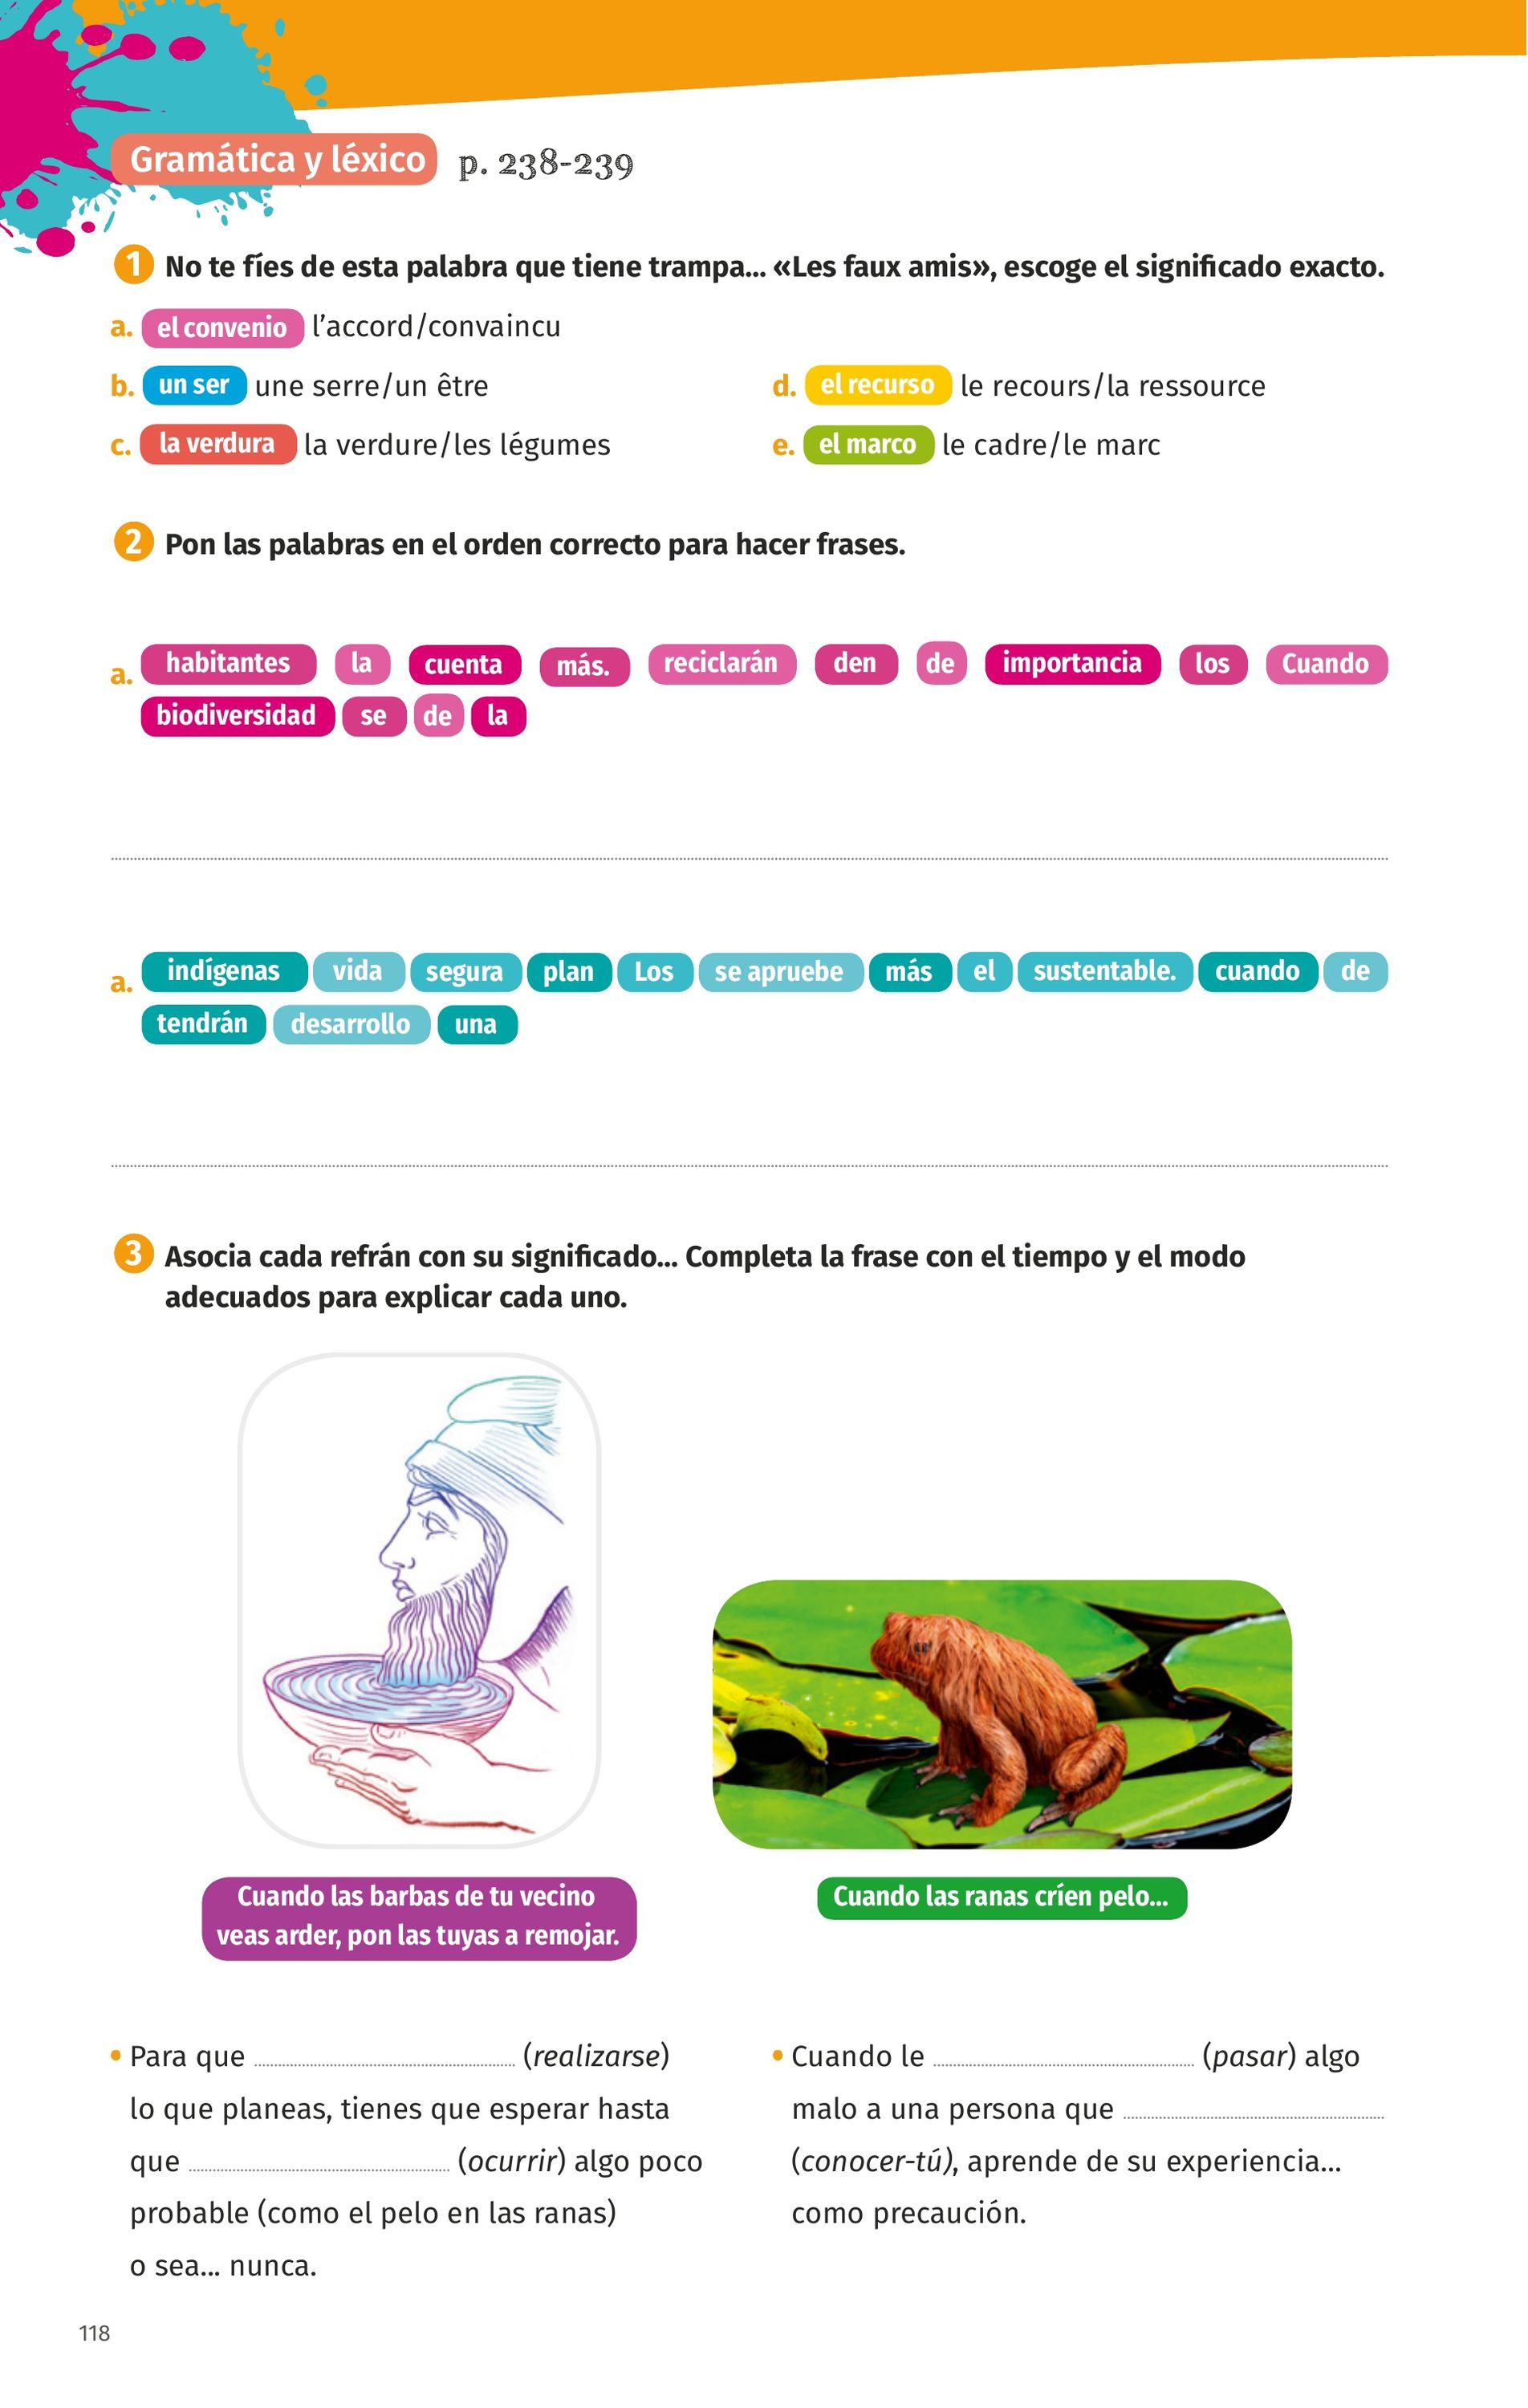 Gramática y léxico p. 238-239
1 No te fíes de esta palabra que tiene trampa... «Les faux amis», escoge el significado exacto.
a. el convenio l'accord/convaincu
b. un ser une serre/un être
d. el recurso le recours/la ressource
c. la verdura la verdure/les légumes
e. el marco le cadre/le marc
2 Pon las palabras en el orden correcto para hacer frases.
a. habitantes la cuenta más. reciclarán den de importancia los Cuando
biodiversidad se de la
a. indígenas vida segura plan Los se apruebe más el sustentable. cuando de
tendrán desarrollo una
3 Asocia cada refrán con su significado... Completa la frase con el tiempo y el modo
adecuados para explicar cada uno.
Cuando las barbas de tu vecino
veas arder, pon las tuyas a remojar.
Cuando las ranas críen pelo...
• Para que ........ (realizarse)
lo que planeas, tienes que esperar hasta
que ........ (ocurrir) algo poco
probable (como el pelo en las ranas)
o sea... nunca.
• Cuando le ........ (pasar) algo
malo a una persona que ........
(conocer-tú), aprende de su experiencia...
como precaución.
118